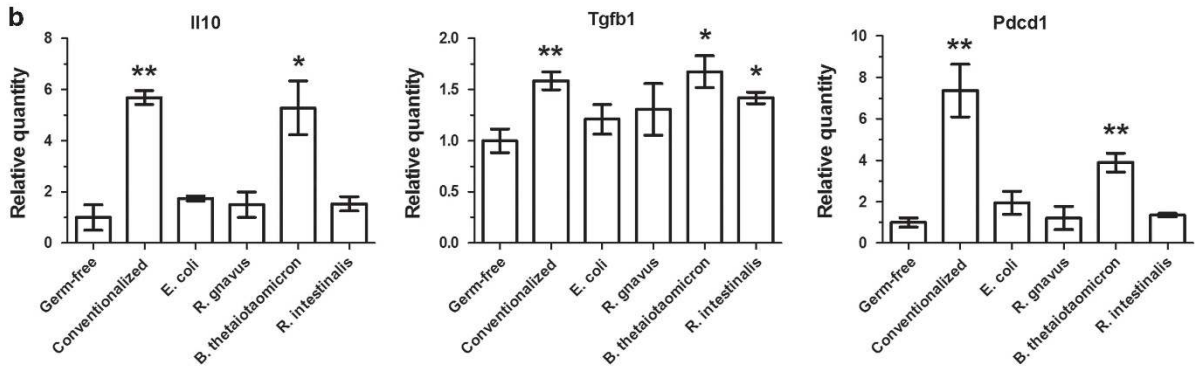 b
Il10
Relative quantity
8
6
4
2
0
**
*
Germ-free
Conventionalized
E. coli
R. gnavus
B. thetaiotaomicron
R. intestinalis
Tgfb1
Relative quantity
2.0
1.5
1.0
0.5
0.0
**
*
*
Germ-free
Conventionalized
E. coli
R. gnavus
B. thetaiotaomicron
R. intestinalis
Pdcd1
Relative quantity
10
8
6
4
2
0
**
**
Germ-free
Conventionalized
E. coli
R. gnavus
B. thetaiotaomicron
R. intestinalis